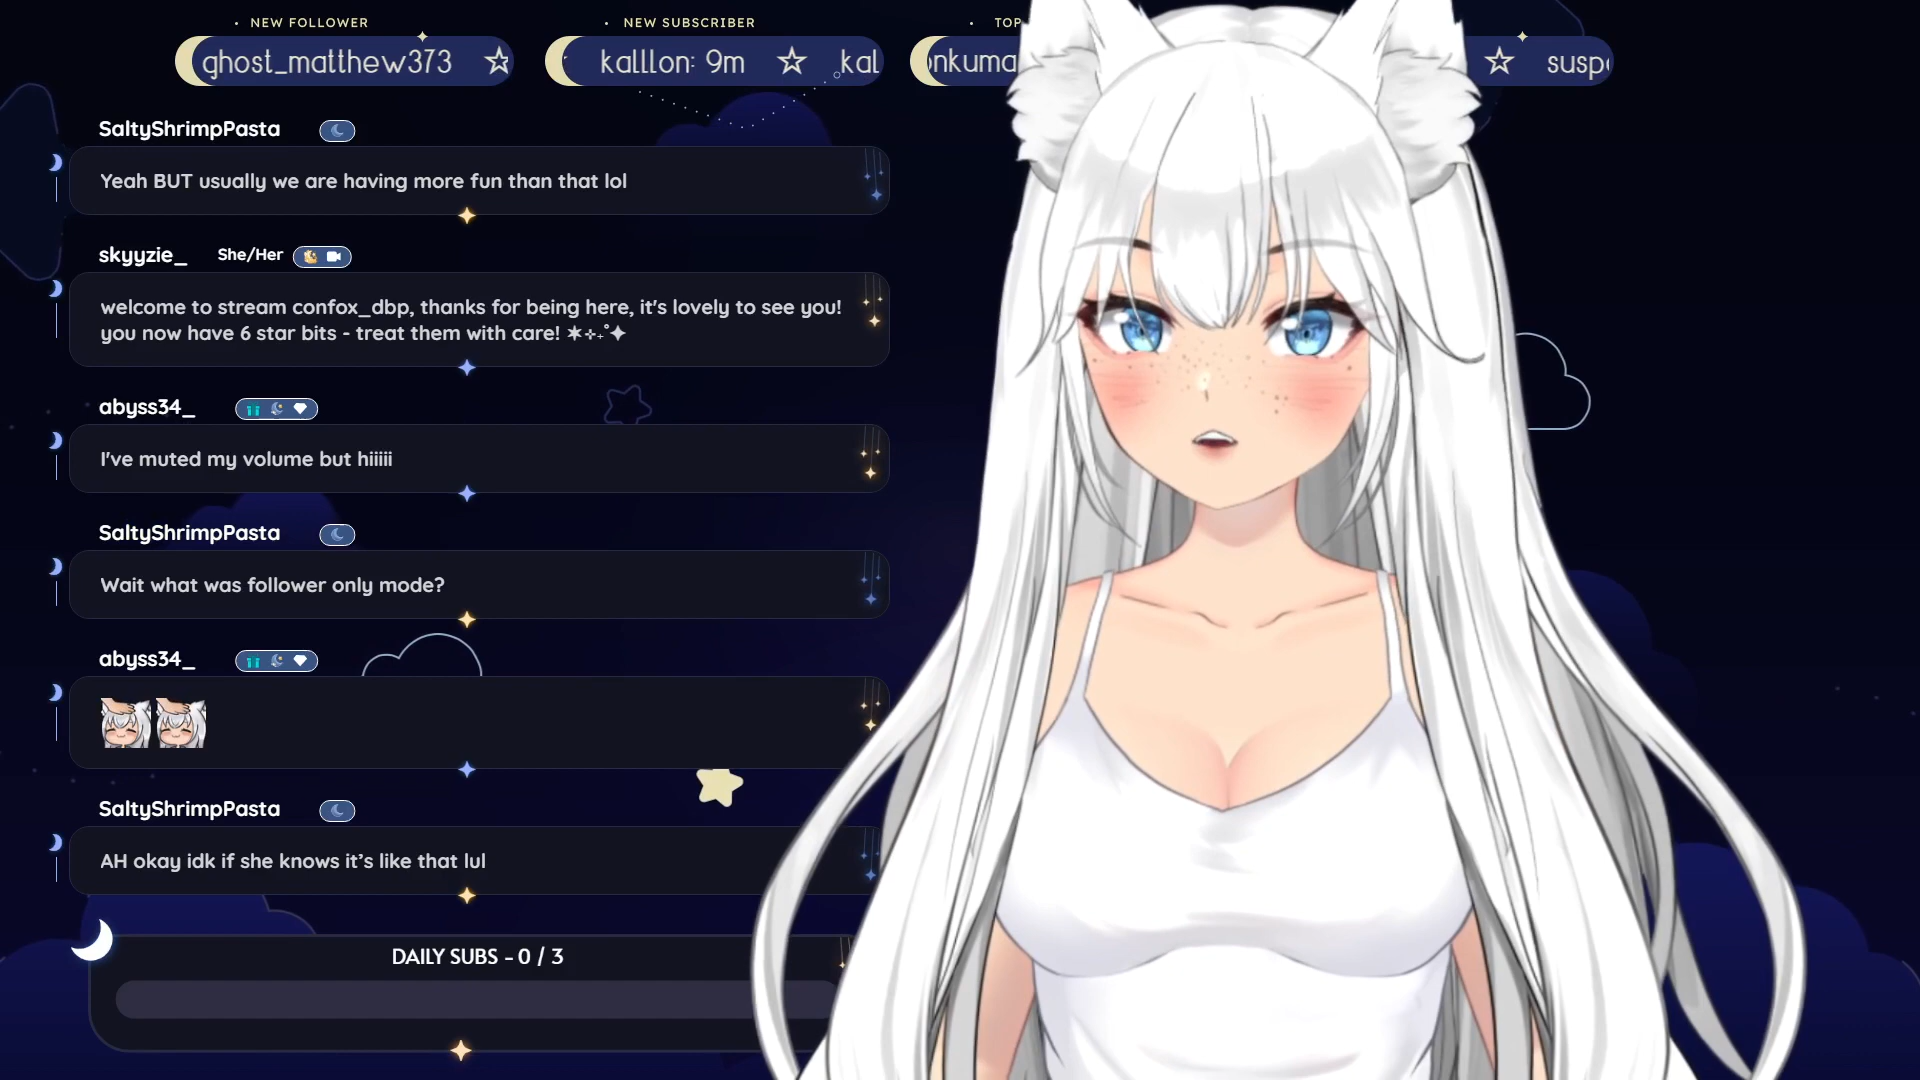 NEW FOLLOWER
NEW SUBSCRIBER
TOP
ghost_matthew373
kalllon: 9m
kal
onkuma
susp
SaltyShrimpPasta
Yeah BUT usually we are having more fun than that lol
skyyzie_ She/Her
welcome to stream confox_dbp, thanks for being here, it's lovely to see you!
you now have 6 star bits - treat them with care! ✶⊹₊˚✦
abyss34_
I've muted my volume but hiiiii
SaltyShrimpPasta
Wait what was follower only mode?
abyss34_
SaltyShrimpPasta
AH okay idk if she knows it’s like that lul
DAILY SUBS - 0 / 3